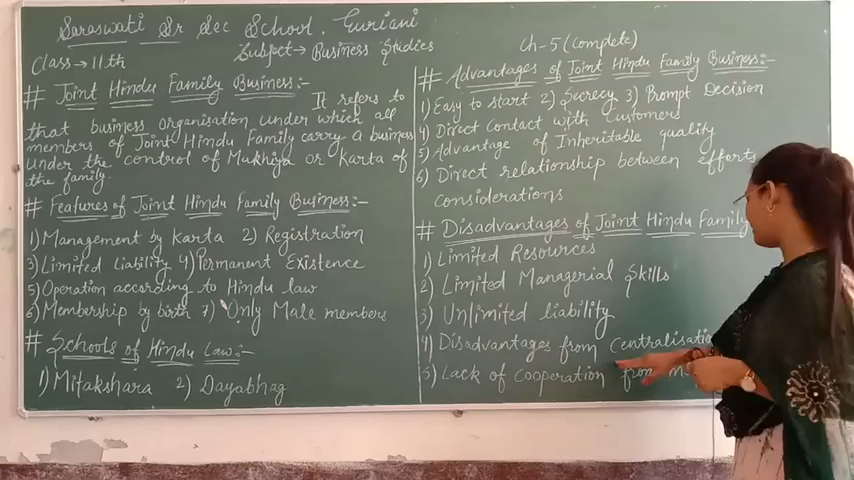 Saraswati Sr Sec School. Guriani
Class→11th
Subject→ Business Studies
Ch-5 (complete)
# Joint Hindu Family Business:-
It refers to
that business organisation under which all
members of Joint Hindu Family carry a business
under the control of Mukhiya or Karta of
the family.
# Features of Joint Hindu Family Business:-
1) Management by Karta 2) Registration
3) Limited Liability 4) Permanent Existence
5) Operation according to Hindu law
6) Membership by birth 7) Only Male members
# Schools of Hindu Law:-
1) Mitakshara 2) Dayabhag
# Advantages of Joint Hindu Family Business:-
1) Easy to start 2) Secrecy 3) Prompt Decision
4) Direct Contact with Customers
5) Advantage of Inheritable quality
6) Direct relationship between efforts
considerations
# Disadvantages of Joint Hindu Family
1) Limited Resources
2) Limited Managerial Skills
3) Unlimited liability
4) Disadvantages from Centralisatio
5) Lack of Cooperation from